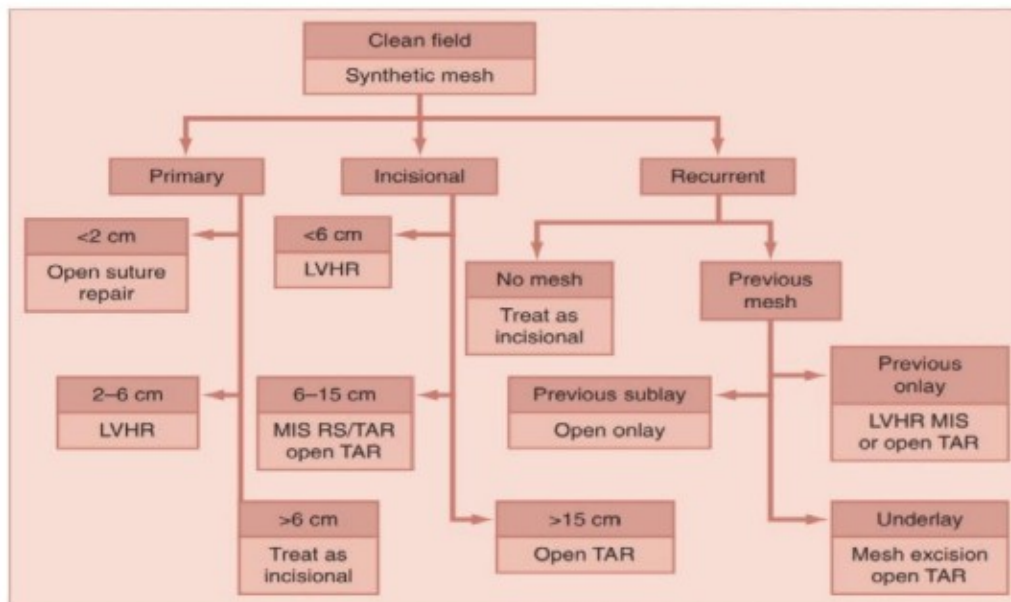 Clean field
Synthetic mesh
Primary
Incisional
Recurrent
<2 cm
Open suture
repair
<6 cm
LVHR
No mesh
Treat as
incisional
Previous
mesh
2–6 cm
LVHR
6–15 cm
MIS RS/TAR
open TAR
Previous sublay
Open onlay
Previous
onlay
LVHR MIS
or open TAR
>6 cm
Treat as
incisional
>15 cm
Open TAR
Underlay
Mesh excision
open TAR